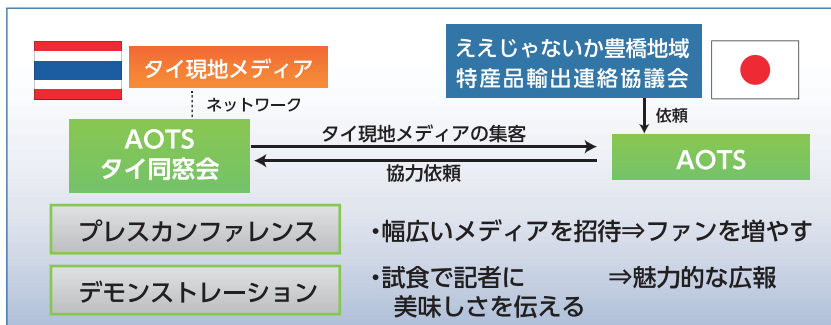 タイ現地メディア
ええじゃないか豊橋地域
特産品輸出連絡協議会
ネットワーク
依頼
AOTS
タイ同窓会
タイ現地メディアの集客
協力依頼
AOTS
プレスカンファレンス
・幅広いメディアを招待⇒ファンを増やす
デモンストレーション
・試食で記者に ⇒魅力的な広報
美味しさを伝える